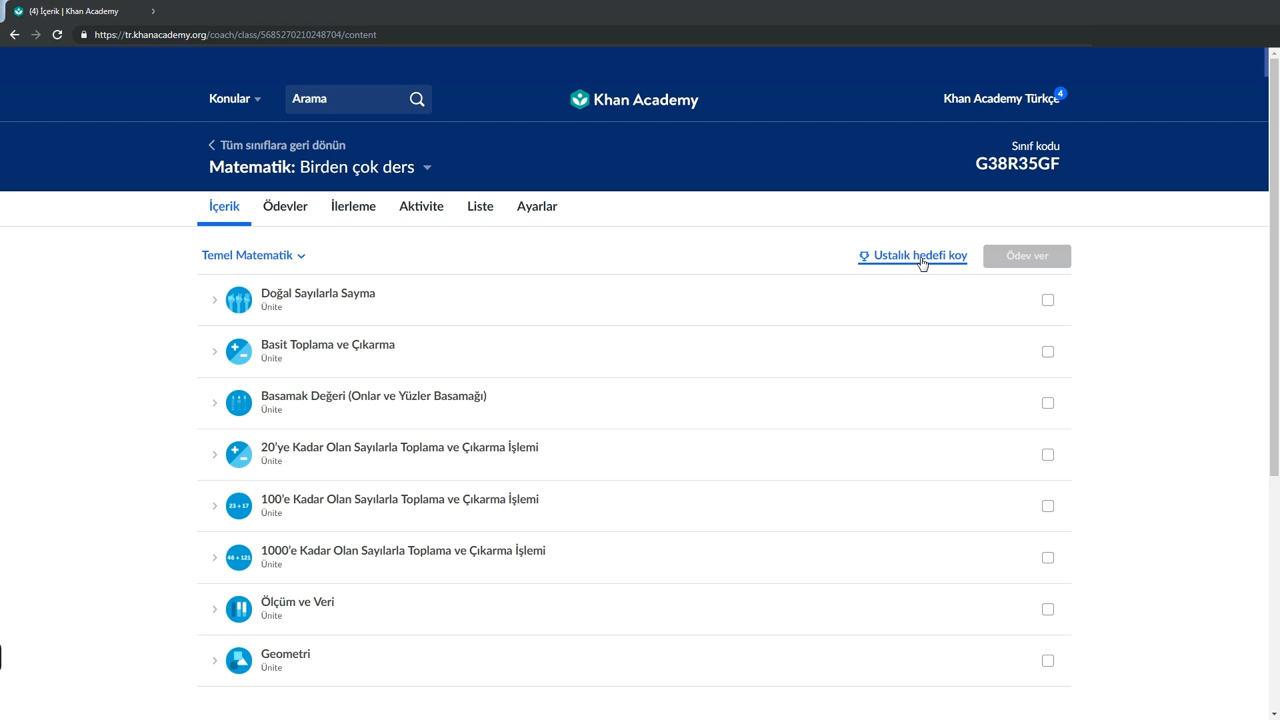 (4) İçerik | Khan Academy
https://tr.khanacademy.org/coach/class/5685270210248704/content
Konular
Arama
Khan Academy
Khan Academy Türkçe
4
Tüm sınıflara geri dönün
Matematik: Birden çok ders
Sınıf kodu
G38R35GF
İçerik
Ödevler
İlerleme
Aktivite
Liste
Ayarlar
Temel Matematik
Ustalık hedefi koy
Ödev ver
Doğal Sayılarla Sayma
Ünite
Basit Toplama ve Çıkarma
Ünite
Basamak Değeri (Onlar ve Yüzler Basamağı)
Ünite
20'ye Kadar Olan Sayılarla Toplama ve Çıkarma İşlemi
Ünite
23 + 17
100'e Kadar Olan Sayılarla Toplama ve Çıkarma İşlemi
Ünite
46 + 121
1000'e Kadar Olan Sayılarla Toplama ve Çıkarma İşlemi
Ünite
Ölçüm ve Veri
Ünite
Geometri
Ünite